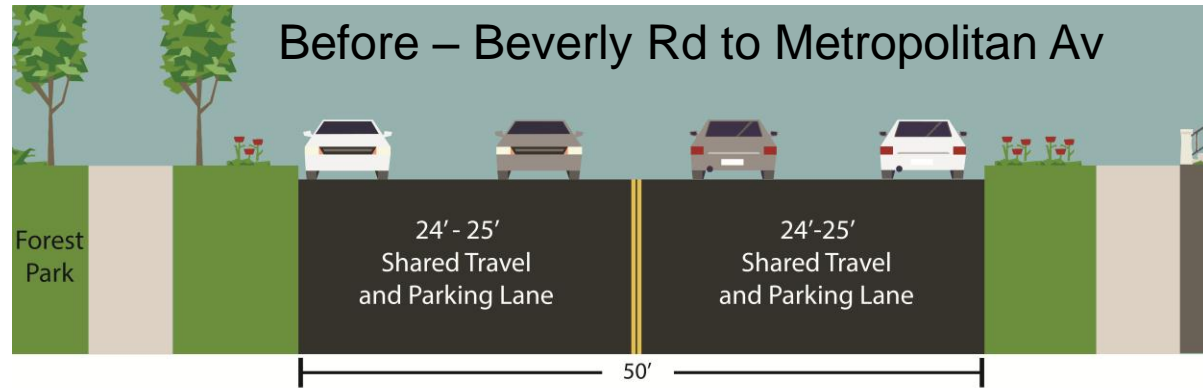 Before – Beverly Rd to Metropolitan Av
Forest
Park
24' - 25'
Shared Travel
and Parking Lane
24'-25'
Shared Travel
and Parking Lane
50'